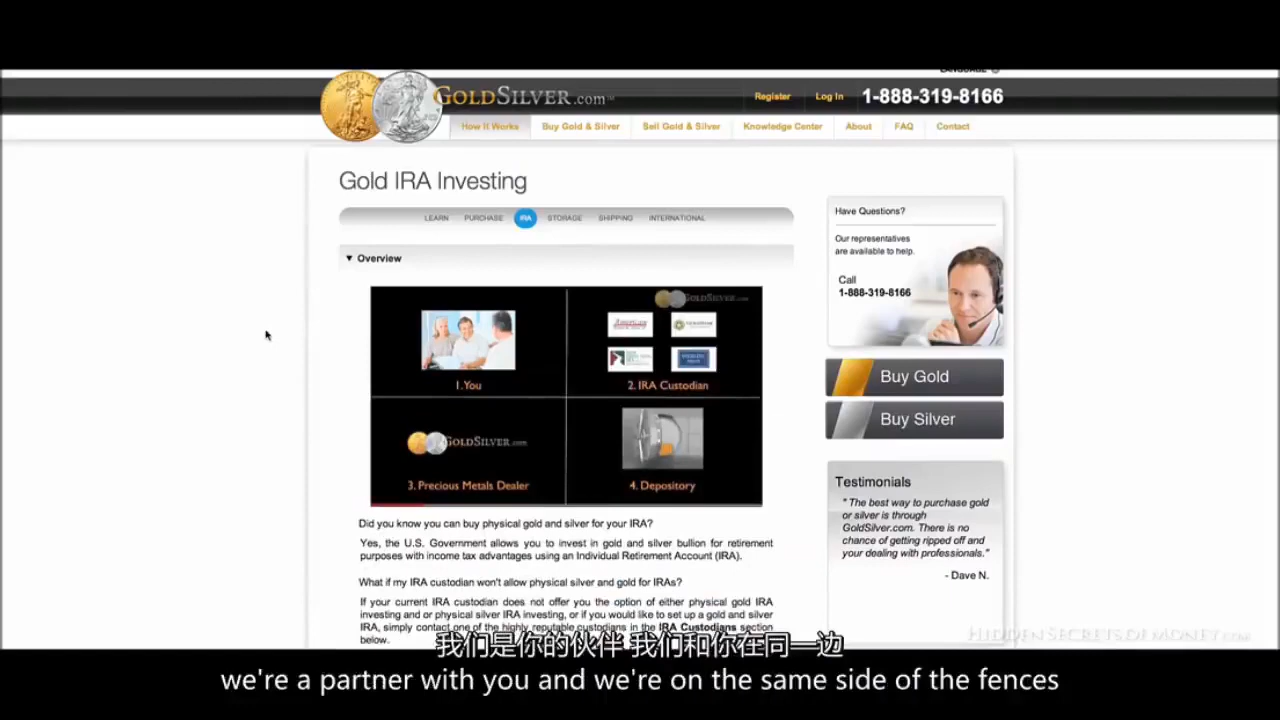 LANGUAGE
GOLDSILVER.com™
Register
Log In
1-888-319-8166
How It Works
Buy Gold & Silver
Sell Gold & Silver
Knowledge Center
About
FAQ
Contact
Gold IRA Investing
LEARN
PURCHASE
IRA
STORAGE
SHIPPING
INTERNATIONAL
▼ Overview
GOLDSILVER.com
1. You
2. IRA Custodian
GOLDSILVER.com
3. Precious Metals Dealer
4. Depository
Did you know you can buy physical gold and silver for your IRA?
Yes, the U.S. Government allows you to invest in gold and silver bullion for retirement
purposes with income tax advantages using an Individual Retirement Account (IRA).
What if my IRA custodian won't allow physical silver and gold for IRAs?
If your current IRA custodian does not offer you the option of either physical gold IRA
investing and or physical silver IRA investing, or if you would like to set up a gold and silver
IRA, simply contact one of the highly reputable custodians in the IRA Custodians section
below.
Have Questions?
Our representatives
are available to help.
Call
1-888-319-8166
Buy Gold
Buy Silver
Testimonials
" The best way to purchase gold
or silver is through
GoldSilver.com. There is no
chance of getting ripped off and
your dealing with professionals."
- Dave N.
HIDDENSECRETSOFMONEY.com
我们是你的伙伴 我们和你在同一边
we're a partner with you and we're on the same side of the fences